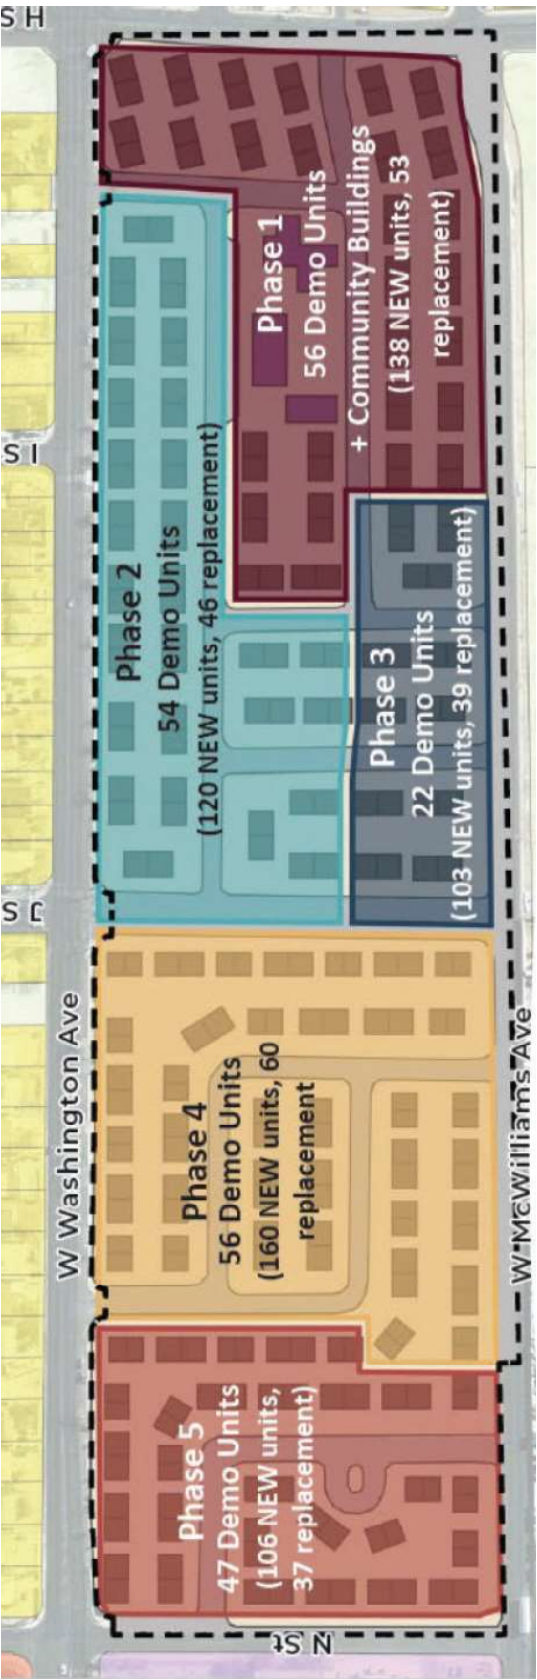 S H
S I
S J
W Washington Ave
W McWilliams Ave
N St
Phase 1
56 Demo Units
+ Community Buildings
(138 NEW units, 53
replacement)
Phase 2
54 Demo Units
(120 NEW units, 46 replacement)
Phase 3
22 Demo Units
(103 NEW units, 39 replacement)
Phase 4
56 Demo Units
(160 NEW units, 60
replacement
Phase 5
47 Demo Units
(106 NEW units,
37 replacement)